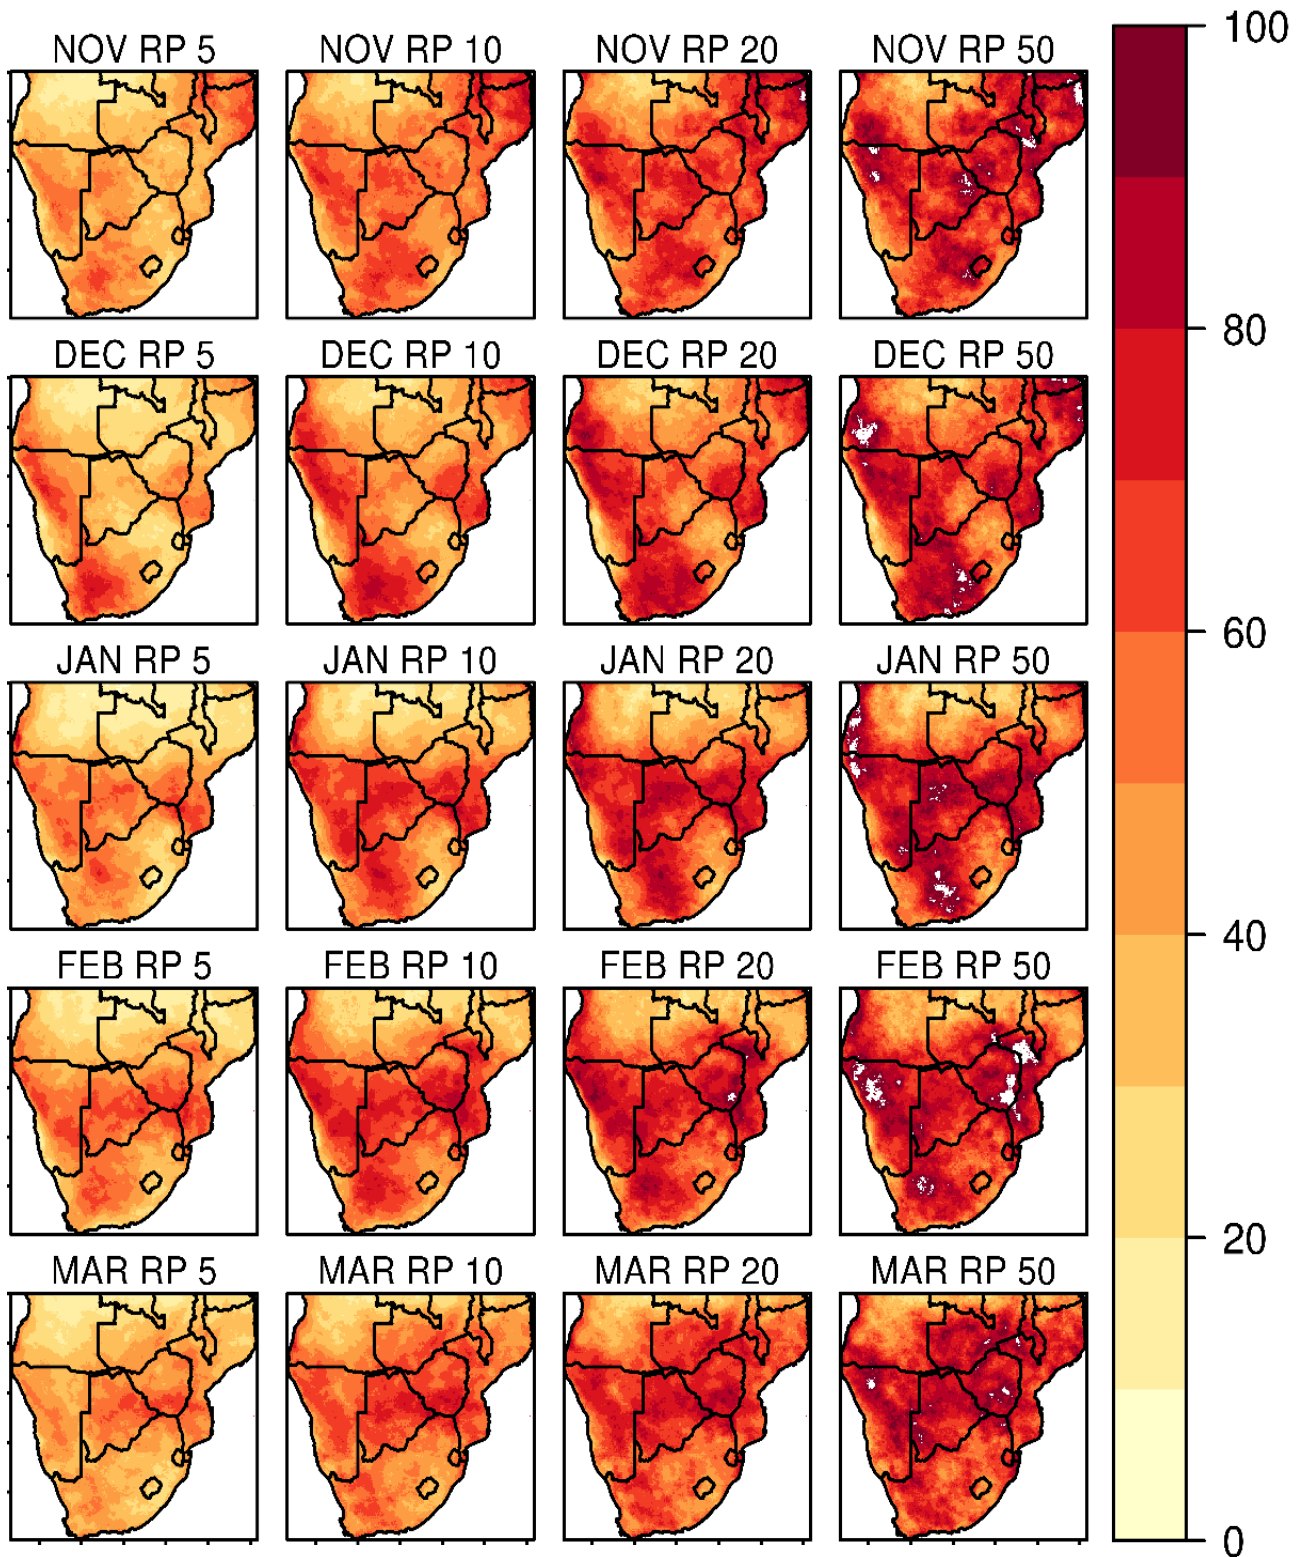 NOV RP 5
NOV RP 10
NOV RP 20
NOV RP 50
DEC RP 5
DEC RP 10
DEC RP 20
DEC RP 50
JAN RP 5
JAN RP 10
JAN RP 20
JAN RP 50
FEB RP 5
FEB RP 10
FEB RP 20
FEB RP 50
MAR RP 5
MAR RP 10
MAR RP 20
MAR RP 50
100
80
60
40
20
0